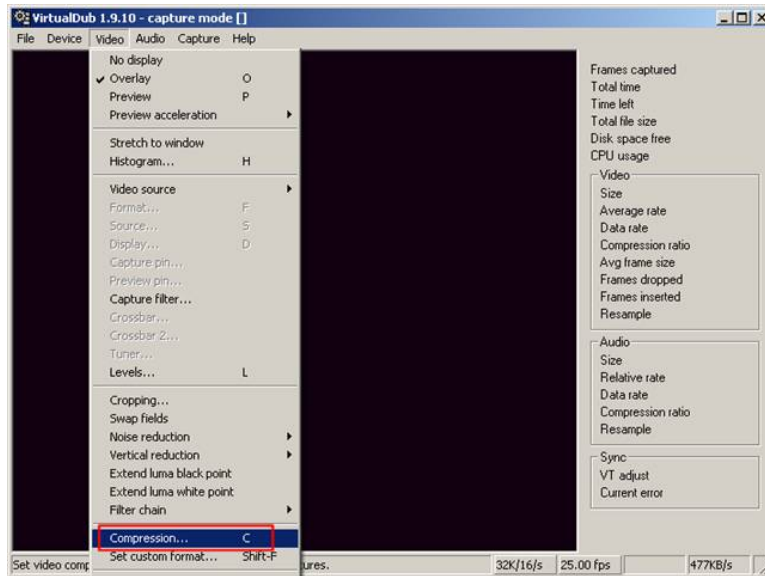 VirtualDub 1.9.10 - capture mode []
File Device Video Audio Capture Help
No display
Overlay O
Preview P
Preview acceleration
Stretch to window
Histogram... H
Video source
Format... F
Source... S
Display... D
Capture pin...
Preview pin...
Capture filter...
Crossbar...
Crossbar 2...
Tuner...
Levels... L
Cropping...
Swap fields
Noise reduction
Vertical reduction
Extend luma black point
Extend luma white point
Filter chain
Compression... C
Set custom format... Shift-F
Frames captured
Total time
Time left
Total file size
Disk space free
CPU usage
Video
Size
Average rate
Data rate
Compression ratio
Avg frame size
Frames dropped
Frames inserted
Resample
Audio
Size
Relative rate
Data rate
Compression ratio
Resample
Sync
VT adjust
Current error
Set video comp ures. 32K/16/s 25.00 fps 477KB/s